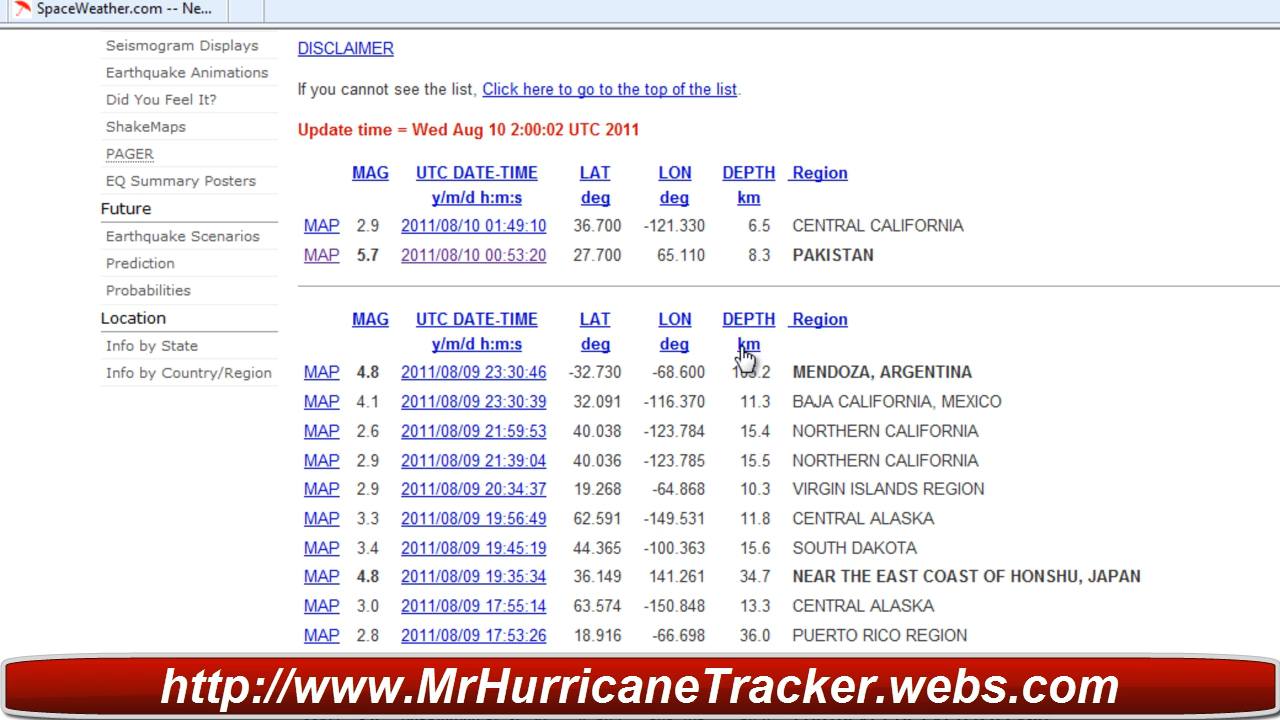 SpaceWeather.com -- Ne...
Seismogram Displays
Earthquake Animations
Did You Feel It?
ShakeMaps
PAGER
EQ Summary Posters
Future
Earthquake Scenarios
Prediction
Probabilities
Location
Info by State
Info by Country/Region
DISCLAIMER
If you cannot see the list, Click here to go to the top of the list.
Update time = Wed Aug 10 2:00:02 UTC 2011
MAG UTC DATE-TIME LAT LON DEPTH Region
y/m/d h:m:s deg deg km
MAP 2.9 2011/08/10 01:49:10 36.700 -121.330 6.5 CENTRAL CALIFORNIA
MAP 5.7 2011/08/10 00:53:20 27.700 65.110 8.3 PAKISTAN
MAG UTC DATE-TIME LAT LON DEPTH Region
y/m/d h:m:s deg deg km
MAP 4.8 2011/08/09 23:30:46 -32.730 -68.600 MENDOZA, ARGENTINA
MAP 4.1 2011/08/09 23:30:39 32.091 -116.370 11.3 BAJA CALIFORNIA, MEXICO
MAP 2.6 2011/08/09 21:59:53 40.038 -123.784 15.4 NORTHERN CALIFORNIA
MAP 2.9 2011/08/09 21:39:04 40.036 -123.785 15.5 NORTHERN CALIFORNIA
MAP 2.9 2011/08/09 20:34:37 19.268 -64.868 10.3 VIRGIN ISLANDS REGION
MAP 3.3 2011/08/09 19:56:49 62.591 -149.531 11.8 CENTRAL ALASKA
MAP 3.4 2011/08/09 19:45:19 44.365 -100.363 15.6 SOUTH DAKOTA
MAP 4.8 2011/08/09 19:35:34 36.149 141.261 34.7 NEAR THE EAST COAST OF HONSHU, JAPAN
MAP 3.0 2011/08/09 17:55:14 63.574 -150.848 13.3 CENTRAL ALASKA
MAP 2.8 2011/08/09 17:53:26 18.916 -66.698 36.0 PUERTO RICO REGION
http://www.MrHurricaneTracker.webs.com